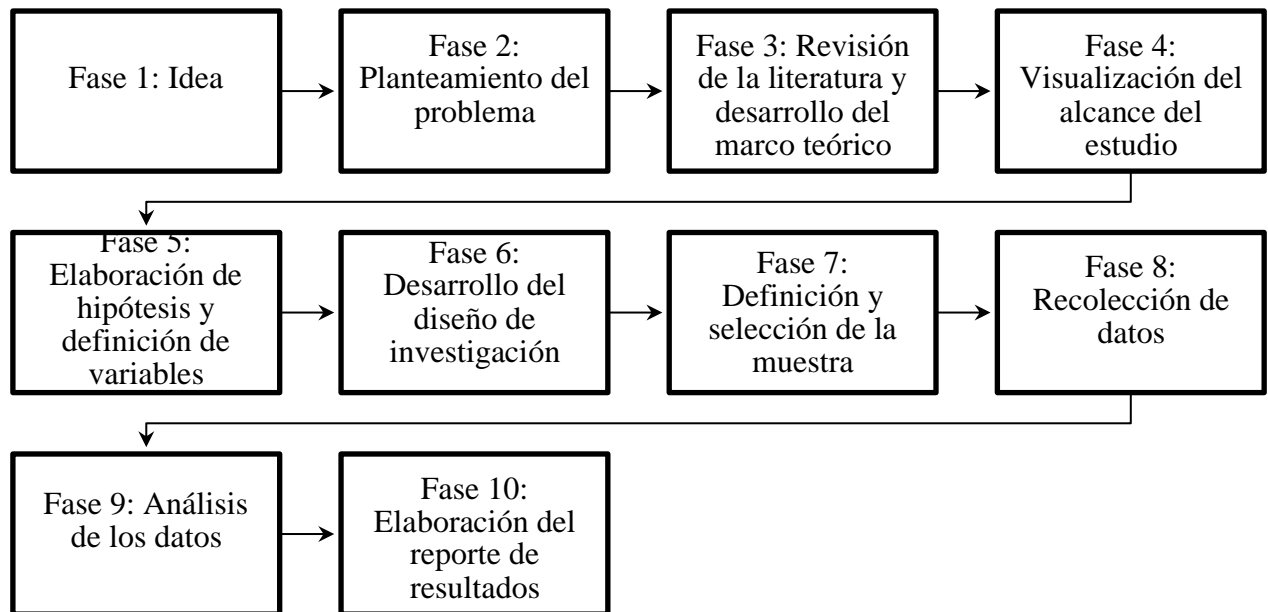 Fase 1: Idea
Fase 2:
Planteamiento del
problema
Fase 3: Revisión
de la literatura y
desarrollo del
marco teórico
Fase 4:
Visualización del
alcance del
estudio
Fase 5:
Elaboración de
hipótesis y
definición de
variables
Fase 6:
Desarrollo del
diseño de
investigación
Fase 7:
Definición y
selección de la
muestra
Fase 8:
Recolección de
datos
Fase 9: Análisis
de los datos
Fase 10:
Elaboración del
reporte de
resultados